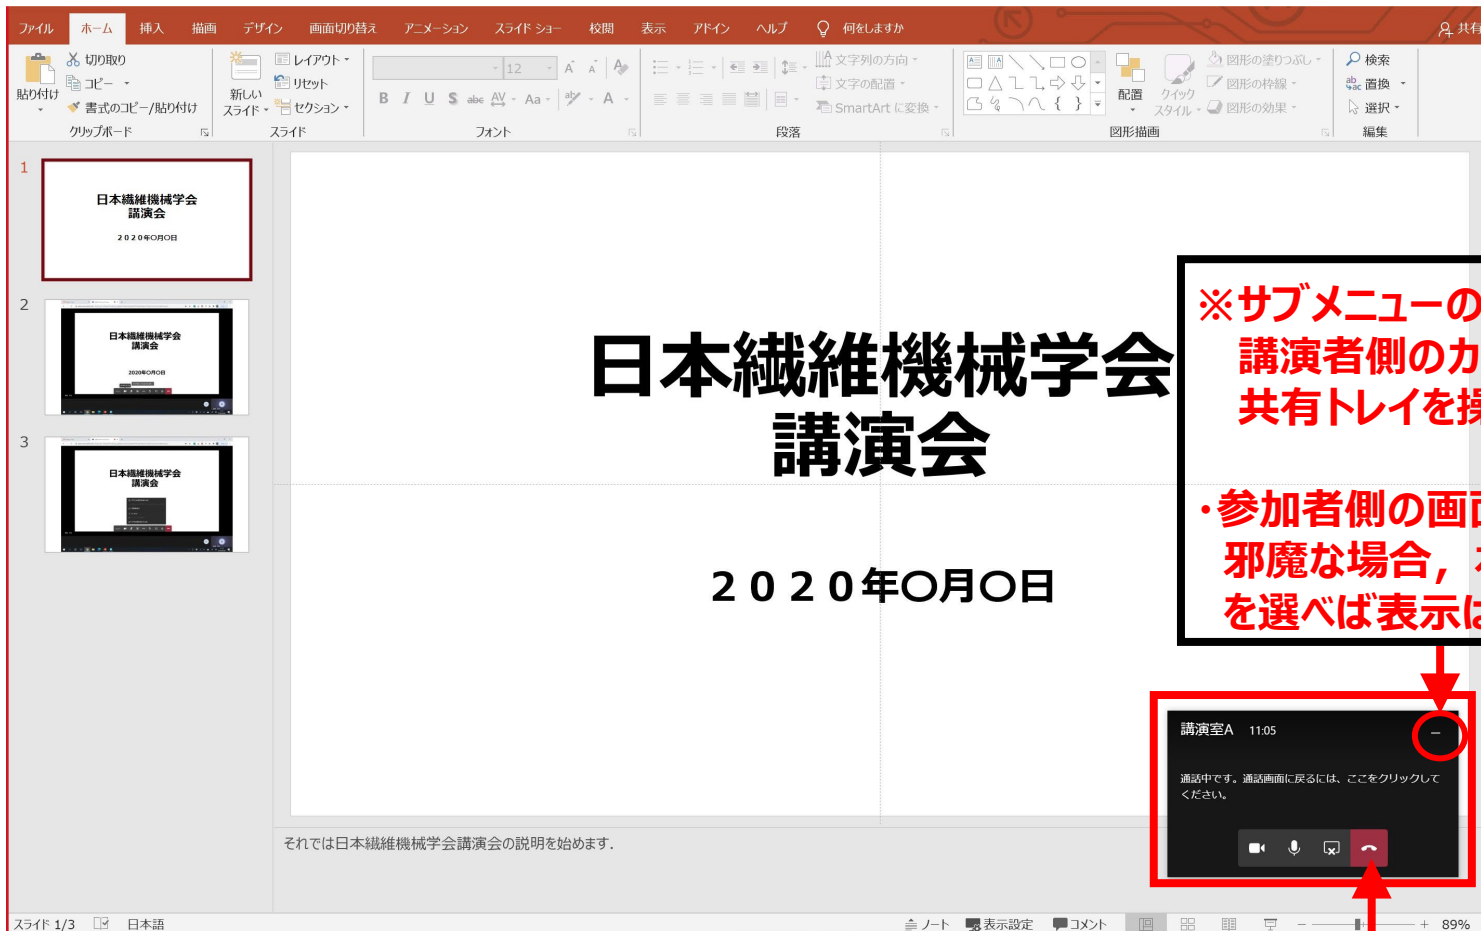 ファイル ホーム 挿入 描画 デザイン 画面切り替え アニメーション スライド ショー 校閲 表示 アドイン ヘルプ 何をしますか 共有
貼り付け
切り取り
コピー
書式のコピー/貼り付け
クリップボード
新しい
スライド
レイアウト
リセット
セクション
スライド
12
B I U S abc AV Aa A
フォント
文字列の方向
文字の配置
SmartArt に変換
段落
配置
クイック
スタイル
図形の塗りつぶし
図形の枠線
図形の効果
図形描画
検索
置換
選択
編集
1
日本繊維機械学会
講演会
2020年〇月〇日
2
日本繊維機械学会
講演会
2020年〇月〇日
3
日本繊維機械学会
講演会
日本繊維機械学会
講演会
2020年〇月〇日
※サブメニューの
講演者側のカ
共有トレイを操
・参加者側の画面
邪魔な場合,
を選べば表示は
講演室A 11:05
通話中です。通話画面に戻るには、ここをクリックして
ください。
それでは日本繊維機械学会講演会の説明を始めます.
スライド 1/3 日本語 ノート 表示設定 コメント 89%